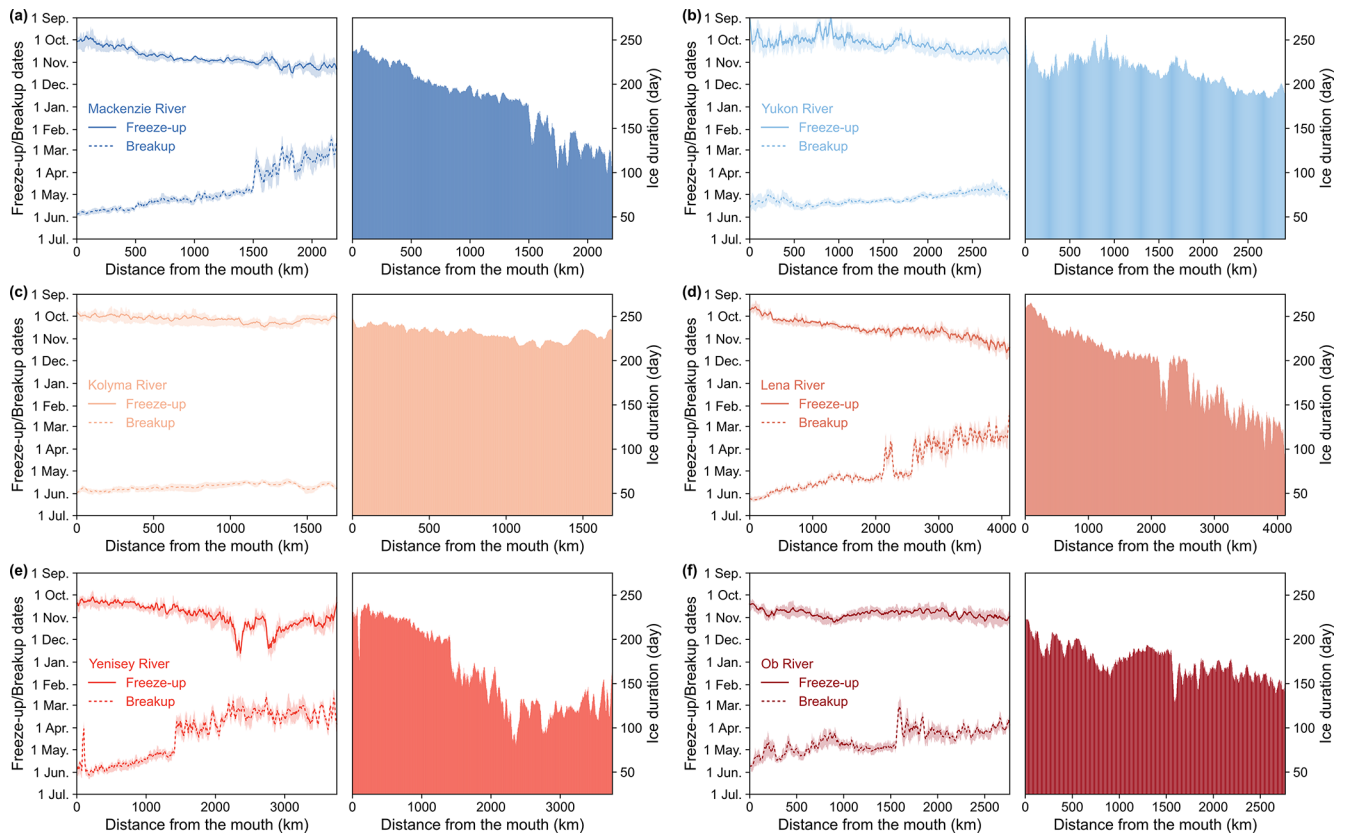 (a)
Freeze-up/Breakup dates
1 Sep.
1 Oct.
1 Nov.
1 Dec.
1 Jan.
1 Feb.
1 Mar.
1 Apr.
1 May.
1 Jun.
1 Jul.
Mackenzie River
Freeze-up
Breakup
0 500 1000 1500 2000
Distance from the mouth (km)
0 500 1000 1500 2000
Distance from the mouth (km)
250
200
150
100
50
Ice duration (day)
(b)
Freeze-up/Breakup dates
1 Sep.
1 Oct.
1 Nov.
1 Dec.
1 Jan.
1 Feb.
1 Mar.
1 Apr.
1 May.
1 Jun.
1 Jul.
Yukon River
Freeze-up
Breakup
0 500 1000 1500 2000 2500
Distance from the mouth (km)
0 500 1000 1500 2000 2500
Distance from the mouth (km)
250
200
150
100
50
Ice duration (day)
(c)
Freeze-up/Breakup dates
1 Sep.
1 Oct.
1 Nov.
1 Dec.
1 Jan.
1 Feb.
1 Mar.
1 Apr.
1 May.
1 Jun.
1 Jul.
Kolyma River
Freeze-up
Breakup
0 500 1000 1500
Distance from the mouth (km)
0 500 1000 1500
Distance from the mouth (km)
250
200
150
100
50
Ice duration (day)
(d)
Freeze-up/Breakup dates
1 Sep.
1 Oct.
1 Nov.
1 Dec.
1 Jan.
1 Feb.
1 Mar.
1 Apr.
1 May.
1 Jun.
1 Jul.
Lena River
Freeze-up
Breakup
0 1000 2000 3000 4000
Distance from the mouth (km)
0 1000 2000 3000 4000
Distance from the mouth (km)
250
200
150
100
50
Ice duration (day)
(e)
Freeze-up/Breakup dates
1 Sep.
1 Oct.
1 Nov.
1 Dec.
1 Jan.
1 Feb.
1 Mar.
1 Apr.
1 May.
1 Jun.
1 Jul.
Yenisey River
Freeze-up
Breakup
0 1000 2000 3000
Distance from the mouth (km)
0 1000 2000 3000
Distance from the mouth (km)
250
200
150
100
50
Ice duration (day)
(f)
Freeze-up/Breakup dates
1 Sep.
1 Oct.
1 Nov.
1 Dec.
1 Jan.
1 Feb.
1 Mar.
1 Apr.
1 May.
1 Jun.
1 Jul.
Ob River
Freeze-up
Breakup
0 500 1000 1500 2000 2500
Distance from the mouth (km)
0 500 1000 1500 2000 2500
Distance from the mouth (km)
250
200
150
100
50
Ice duration (day)